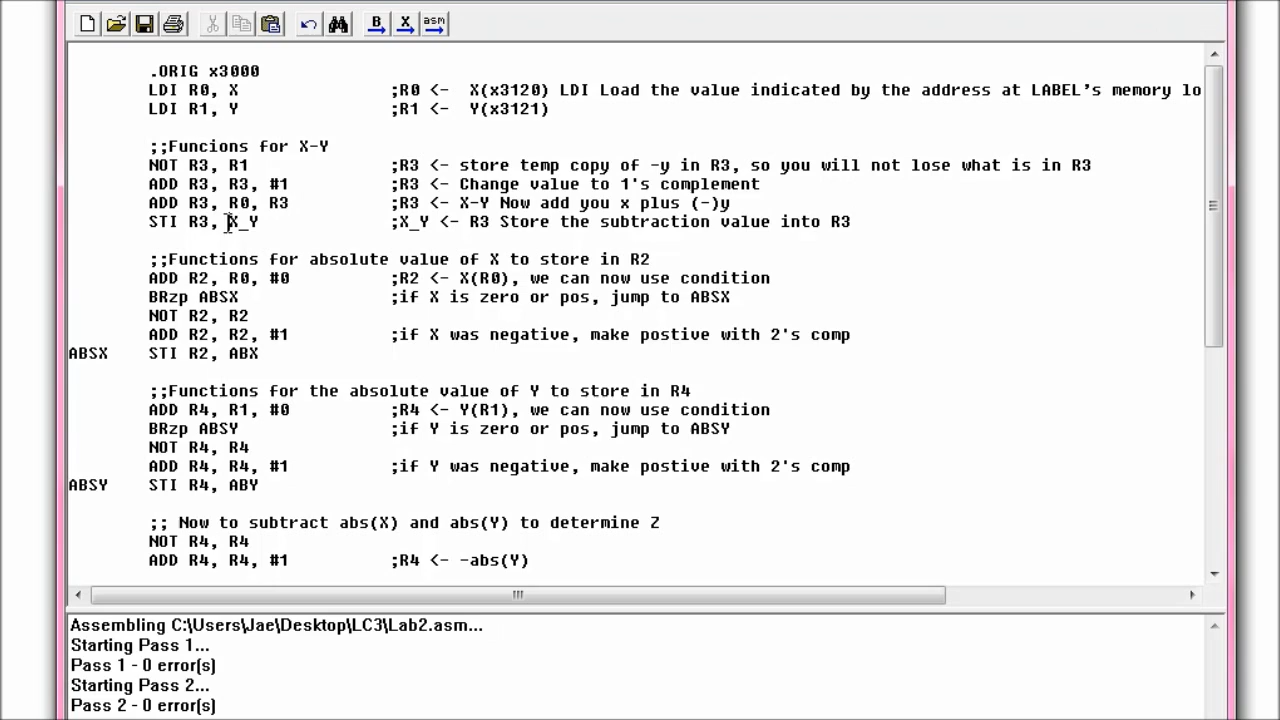 B X asm
.ORIG x3000
LDI R0, X ;R0 <- X(x3120) LDI Load the value indicated by the address at LABEL's memory lo
LDI R1, Y ;R1 <- Y(x3121)
;;Funcions for X-Y
NOT R3, R1 ;R3 <- store temp copy of -y in R3, so you will not lose what is in R3
ADD R3, R3, #1 ;R3 <- Change value to 1's complement
ADD R3, R0, R3 ;R3 <- X-Y Now add you x plus (-)y
STI R3, X_Y ;X_Y <- R3 Store the subtraction value into R3
;;Functions for absolute value of X to store in R2
ADD R2, R0, #0 ;R2 <- X(R0), we can now use condition
BRzp ABSX ;if X is zero or pos, jump to ABSX
NOT R2, R2
ADD R2, R2, #1 ;if X was negative, make postive with 2's comp
ABSX STI R2, ABX
;;Functions for the absolute value of Y to store in R4
ADD R4, R1, #0 ;R4 <- Y(R1), we can now use condition
BRzp ABSY ;if Y is zero or pos, jump to ABSY
NOT R4, R4
ADD R4, R4, #1 ;if Y was negative, make postive with 2's comp
ABSY STI R4, ABY
;; Now to subtract abs(X) and abs(Y) to determine Z
NOT R4, R4
ADD R4, R4, #1 ;R4 <- -abs(Y)
Assembling C:\Users\Jae\Desktop\LC3\Lab2.asm...
Starting Pass 1...
Pass 1 - 0 error(s)
Starting Pass 2...
Pass 2 - 0 error(s)